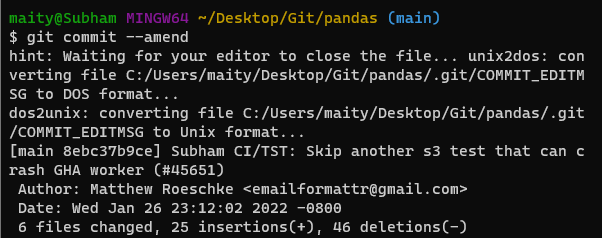 maity@Subham MINGW64 ~/Desktop/Git/pandas (main)
$ git commit --amend
hint: Waiting for your editor to close the file... unix2dos: con
verting file C:/Users/maity/Desktop/Git/pandas/.git/COMMIT_EDITM
SG to DOS format...
dos2unix: converting file C:/Users/maity/Desktop/Git/pandas/.git
/COMMIT_EDITMSG to Unix format...
[main 8ebc37b9ce] Subham CI/TST: Skip another s3 test that can c
rash GHA worker (#45651)
 Author: Matthew Roeschke <emailformattr@gmail.com>
 Date: Wed Jan 26 23:12:02 2022 -0800
 6 files changed, 25 insertions(+), 46 deletions(-)